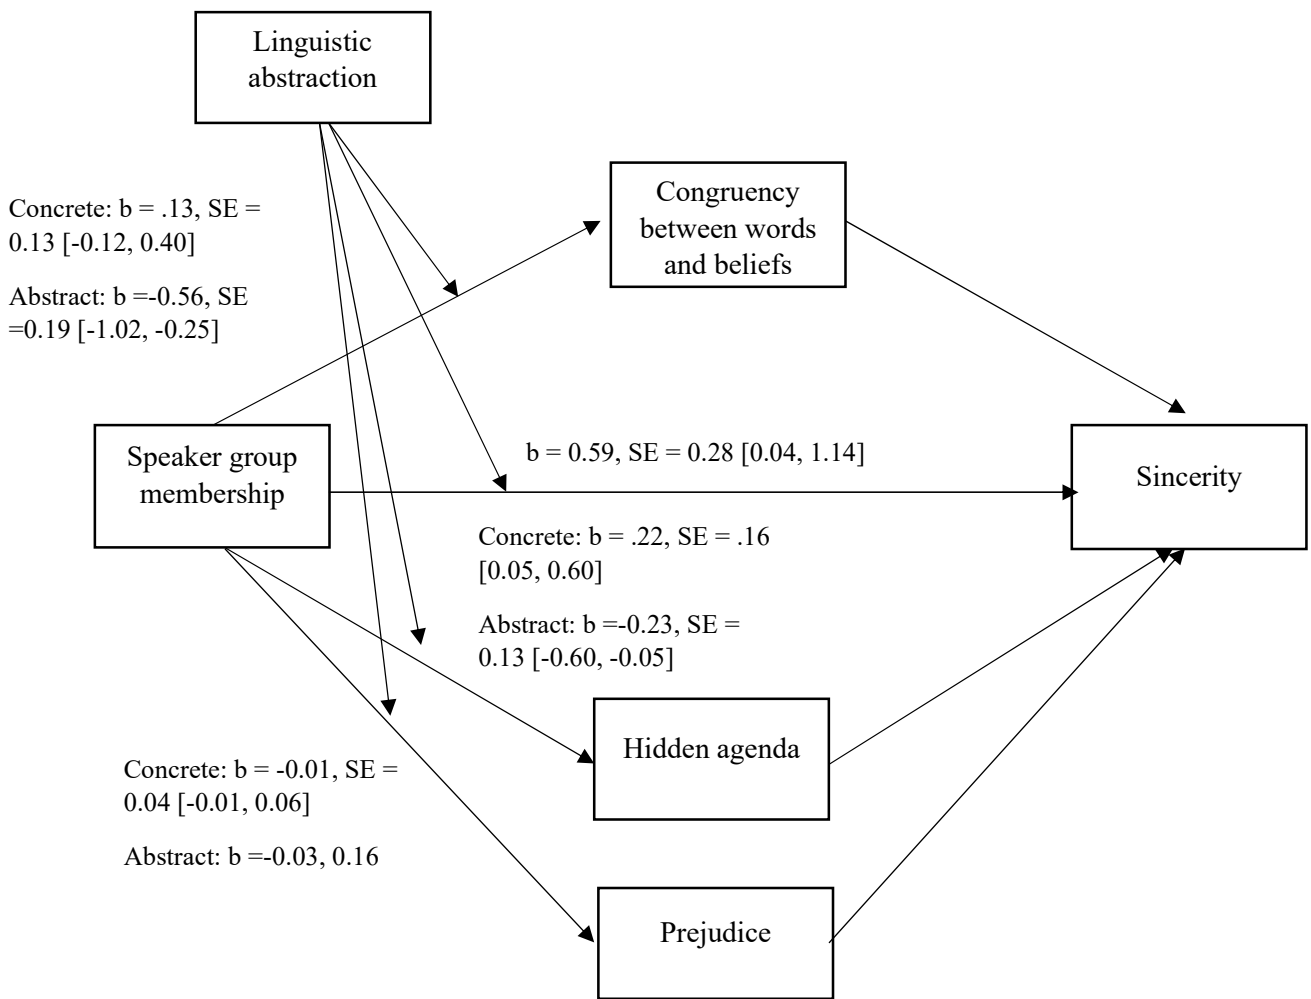 Linguistic
abstraction
Concrete: b = .13, SE =
0.13 [-0.12, 0.40]
Abstract: b =-0.56, SE
=0.19 [-1.02, -0.25]
Congruency
between words
and beliefs
Speaker group
membership
b = 0.59, SE = 0.28 [0.04, 1.14]
Sincerity
Concrete: b = .22, SE = .16
[0.05, 0.60]
Abstract: b =-0.23, SE =
0.13 [-0.60, -0.05]
Hidden agenda
Concrete: b = -0.01, SE =
0.04 [-0.01, 0.06]
Abstract: b =-0.03, 0.16
Prejudice